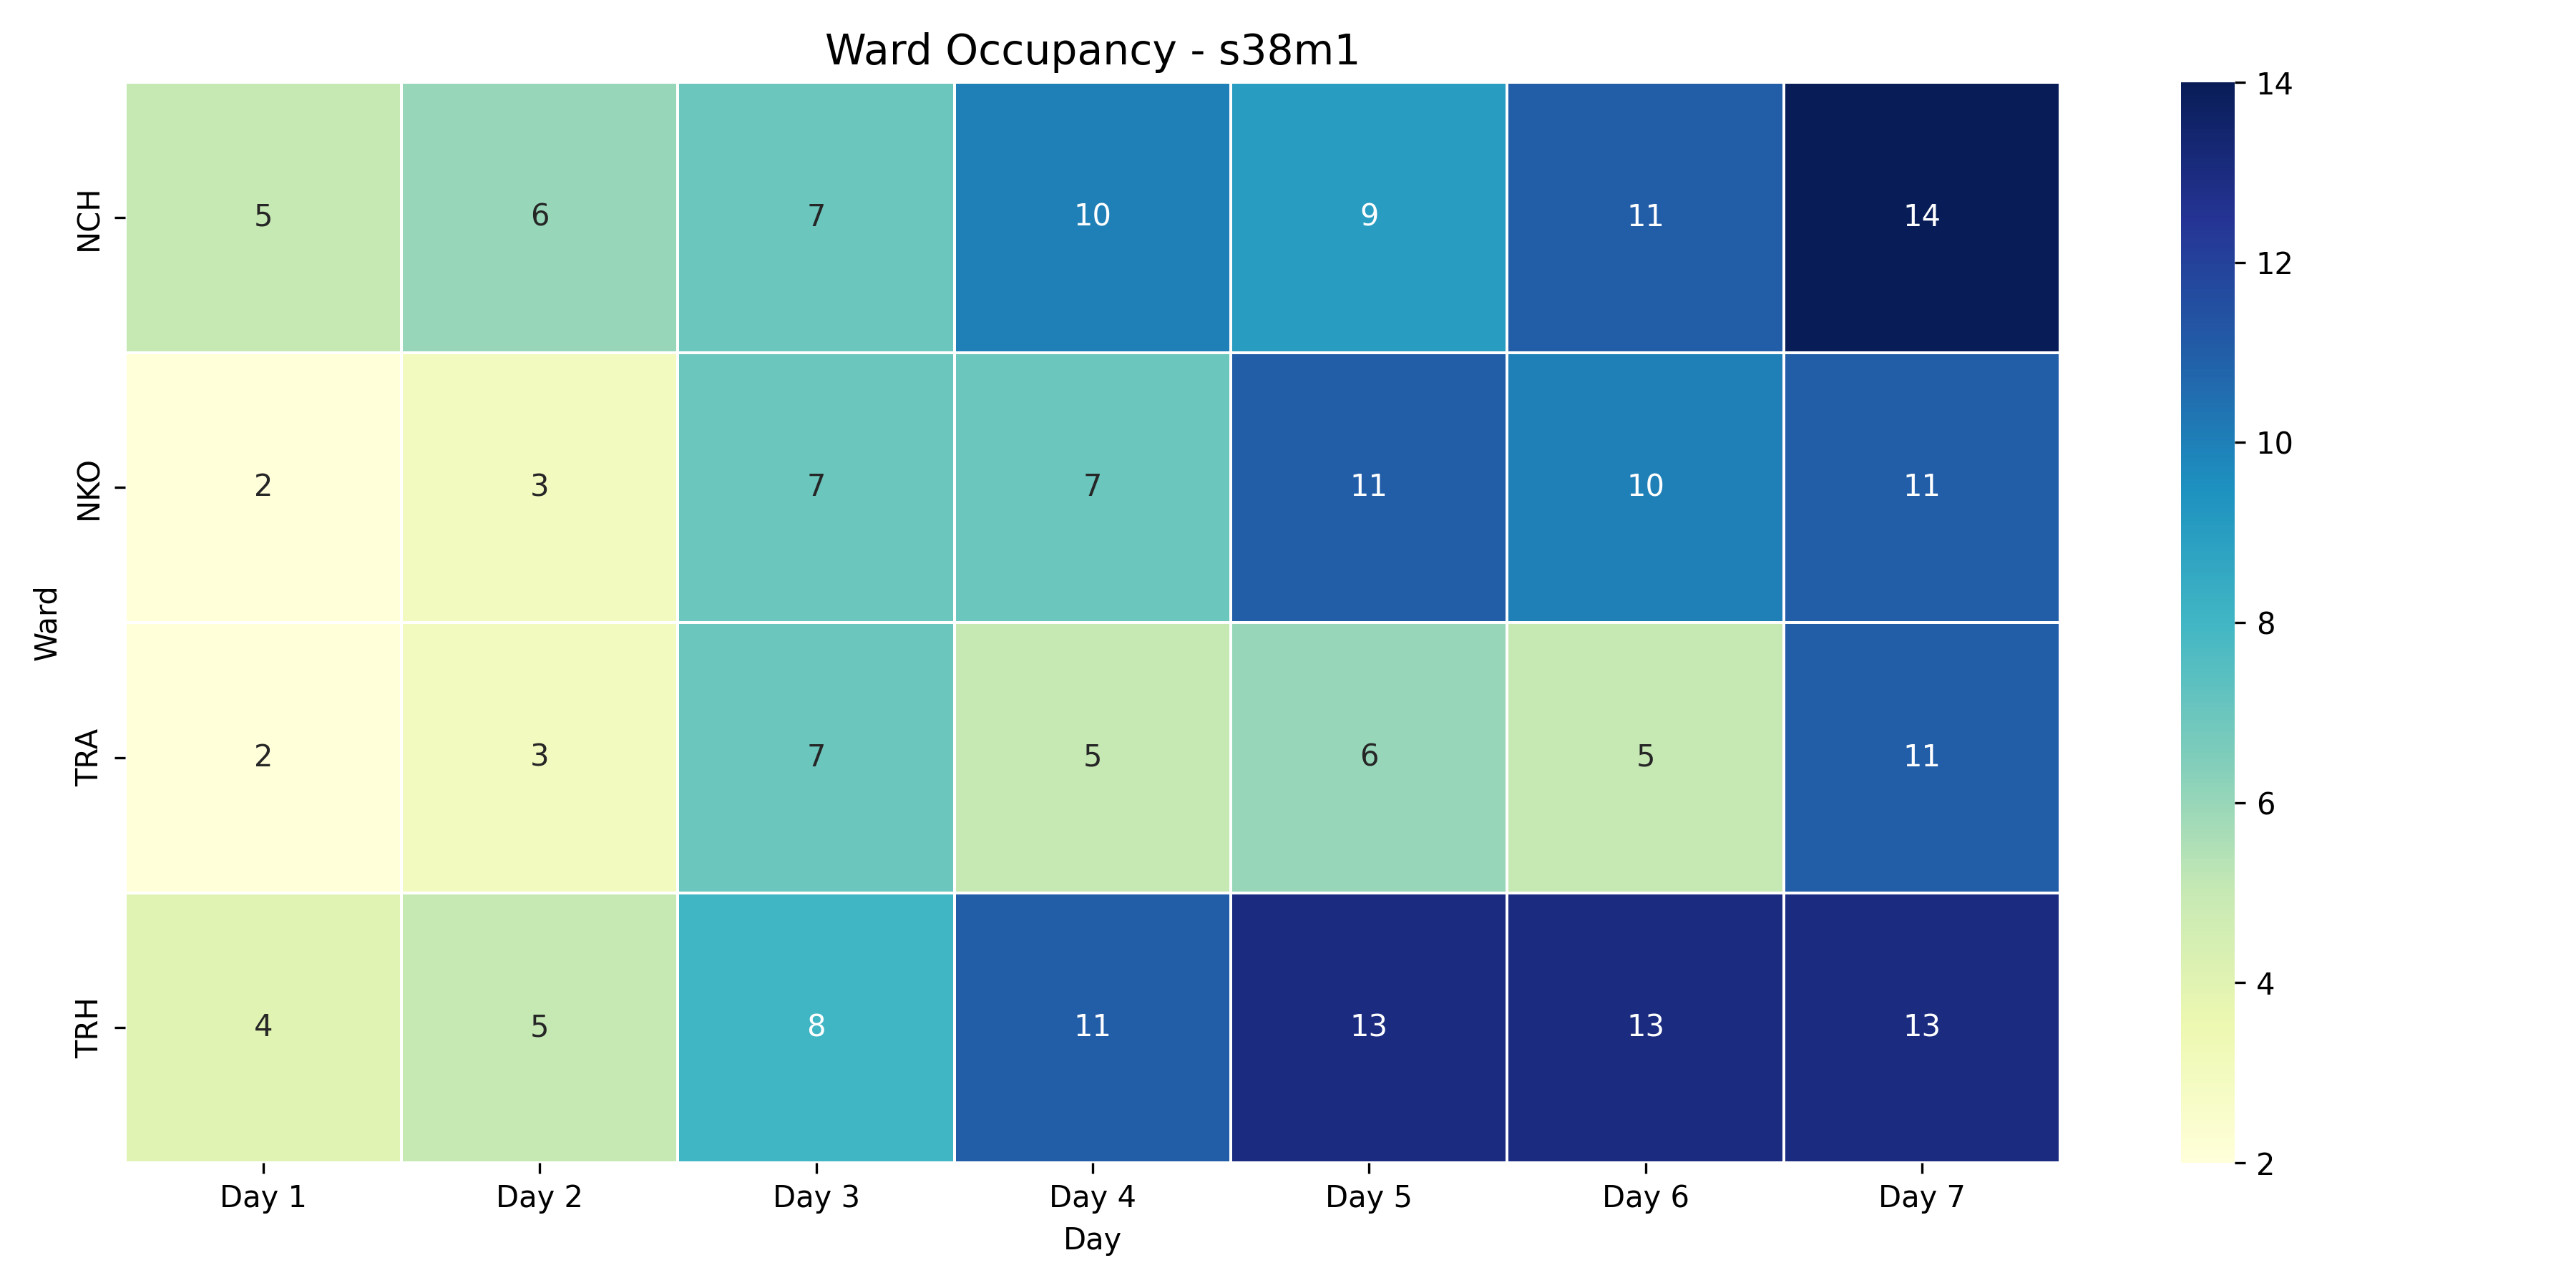 Ward Occupancy - s38m1
NCH 5 6 7 10 9 11 14
NKO 2 3 7 7 11 10 11
TRA 2 3 7 5 6 5 11
TRH 4 5 8 11 13 13 13
Ward
Day 1 Day 2 Day 3 Day 4 Day 5 Day 6 Day 7
Day
14
12
10
8
6
4
2